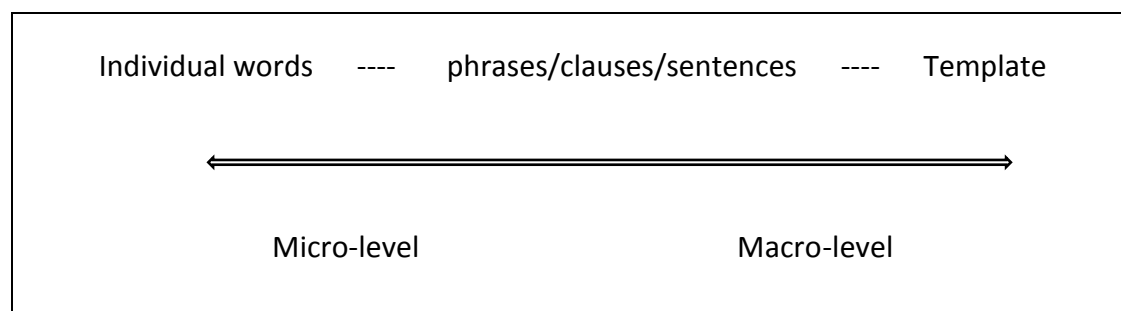 Individual words ---- phrases/clauses/sentences ---- Template
Micro-level Macro-level